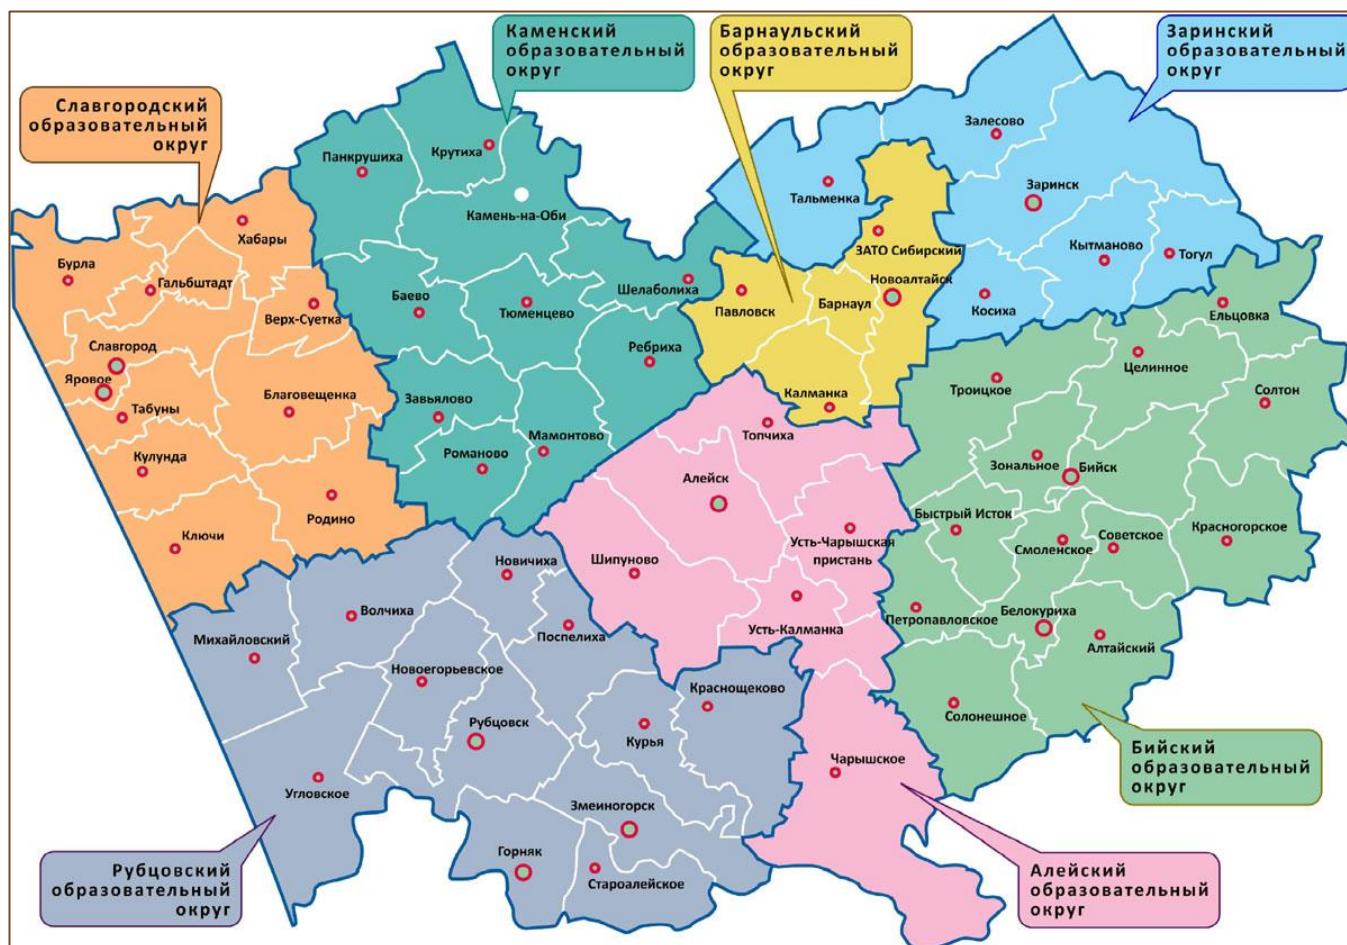 Каменский
образовательный
округ
Барнаульский
образовательный
округ
Заринский
образовательный
округ
Славгородский
образовательный
округ
Панкрушиха
Крутиха
Камень-на-Оби
Хабары
Бурла
Гальбштадт
Верх-Суетка
Славгород
Яровое
Табуны
Благовещенка
Кулунда
Родино
Ключи
Баево
Тюменцево
Шелаболиха
Ребриха
Завьялово
Романово
Мамонтово
Тальменка
Залесово
Заринск
Кытманово
Тогул
Косиха
ЗАТО Сибирский
Новоалтайск
Павловск
Барнаул
Калманка
Топчиха
Алейск
Усть-Чарышская
пристань
Шипуново
Усть-Калманка
Чарышское
Ельцовка
Целинное
Троицкое
Солтон
Зональное
Бийск
Быстрый Исток
Смоленское
Советское
Красногорское
Петропавловское
Белокуриха
Алтайский
Солонешное
Новичиха
Волчиха
Михайловский
Поспелиха
Новоегорьевское
Рубцовск
Краснощеково
Курья
Угловское
Змеиногорск
Горняк
Староалейское
Бийский
образовательный
округ
Рубцовский
образовательный
округ
Алейский
образовательный
округ